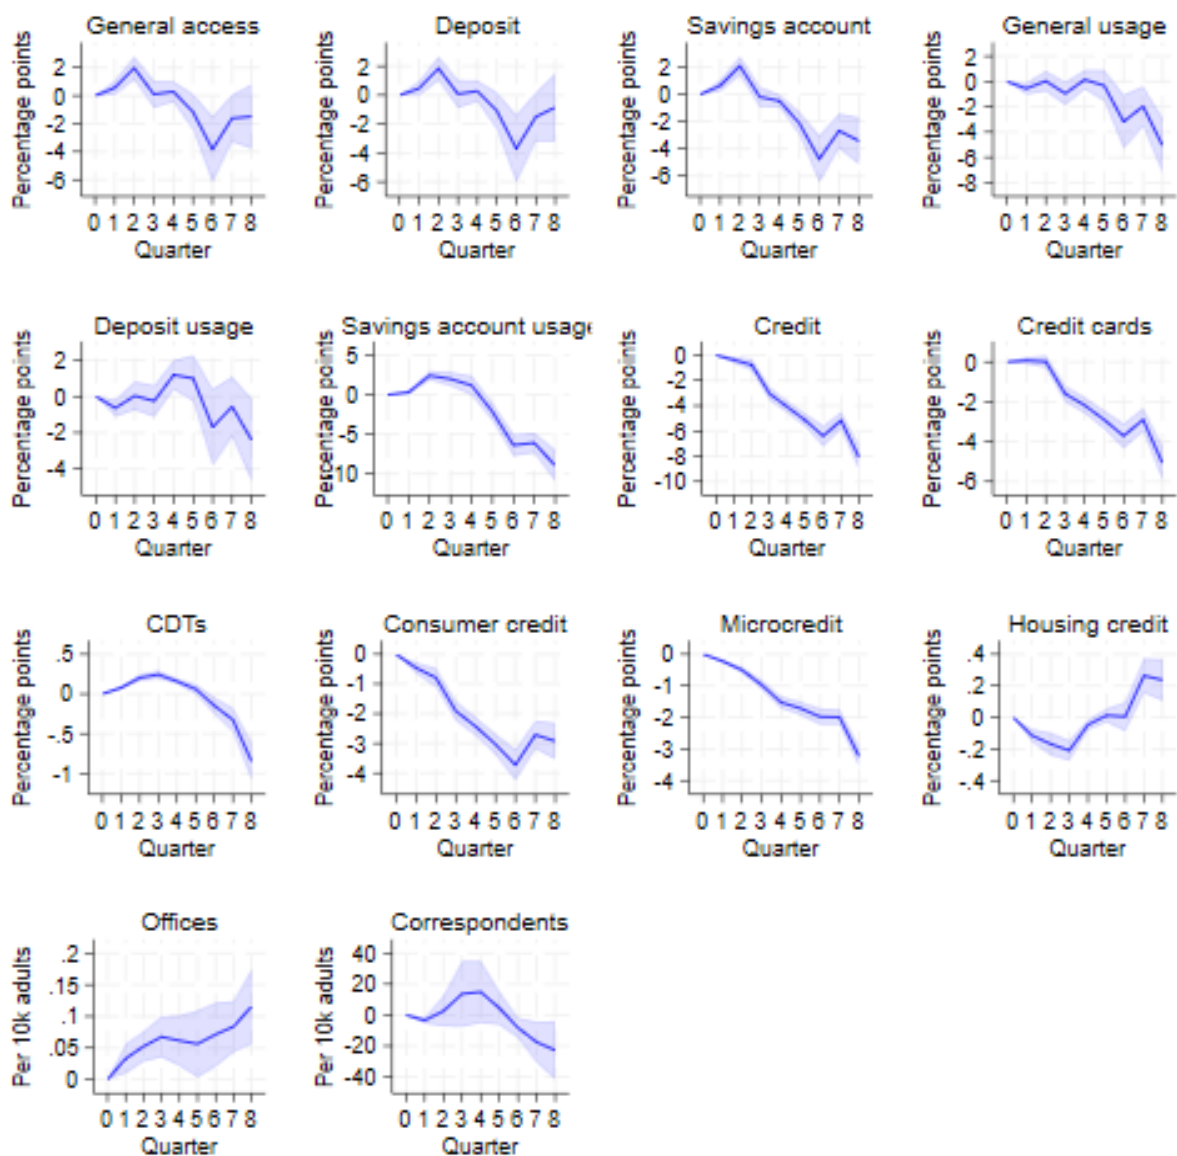 General access
Percentage points
2
0
-2
-4
-6
0 1 2 3 4 5 6 7 8
Quarter
Deposit
Percentage points
2
0
-2
-4
-6
0 1 2 3 4 5 6 7 8
Quarter
Savings account
Percentage points
2
0
-2
-4
-6
0 1 2 3 4 5 6 7 8
Quarter
General usage
Percentage points
2
0
-2
-4
-6
-8
0 1 2 3 4 5 6 7 8
Quarter
Deposit usage
Percentage points
2
0
-2
-4
0 1 2 3 4 5 6 7 8
Quarter
Savings account usage
Percentage points
5
0
-5
-10
0 1 2 3 4 5 6 7 8
Quarter
Credit
Percentage points
0
-2
-4
-6
-8
-10
0 1 2 3 4 5 6 7 8
Quarter
Credit cards
Percentage points
0
-2
-4
-6
0 1 2 3 4 5 6 7 8
Quarter
CDTs
Percentage points
.5
0
-.5
-1
0 1 2 3 4 5 6 7 8
Quarter
Consumer credit
Percentage points
0
-1
-2
-3
-4
0 1 2 3 4 5 6 7 8
Quarter
Microcredit
Percentage points
0
-1
-2
-3
-4
0 1 2 3 4 5 6 7 8
Quarter
Housing credit
Percentage points
.4
.2
0
-.2
-.4
0 1 2 3 4 5 6 7 8
Quarter
Offices
Per 10k adults
.2
.15
.1
.05
0
0 1 2 3 4 5 6 7 8
Quarter
Correspondents
Per 10k adults
40
20
0
-20
-40
0 1 2 3 4 5 6 7 8
Quarter